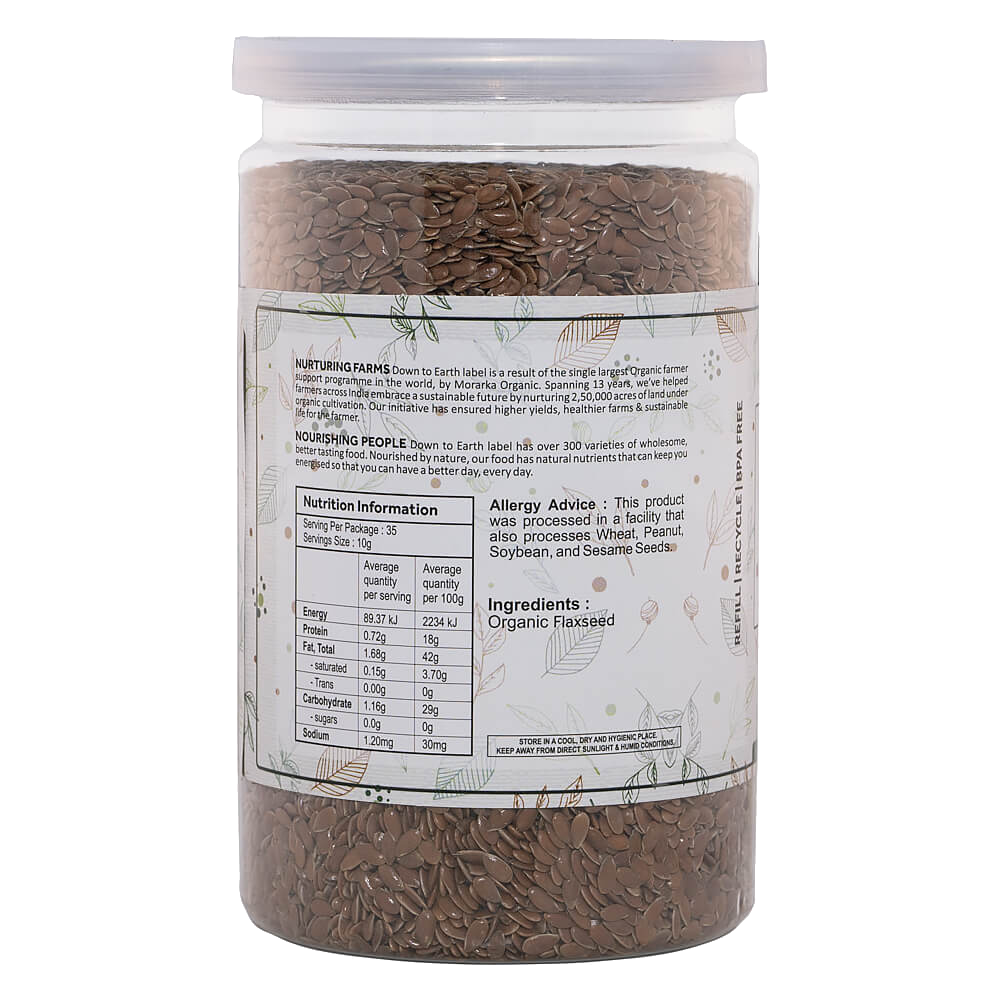 NURTURING FARMS Down to Earth label is a result of the single largest Organic farmer
support programme in the world, by Morarka Organic. Spanning 13 years, we've helped
farmers across India embrace a sustainable future by nurturing 2,50,000 acres of land under
organic cultivation. Our initiative has ensured higher yields, healthier farms & sustainable
life for the farmer.
NOURISHING PEOPLE Down to Earth label has over 300 varieties of wholesome,
better tasting food. Nourished by nature, our food has natural nutrients that can keep you
energised so that you can have a better day, every day.
Nutrition Information
Serving Per Package : 35
Servings Size : 10g
Average quantity per serving Average quantity per 100g
Energy 89.37 kJ 2234 kJ
Protein 0.72g 18g
Fat, Total 1.68g 42g
- saturated 0.15g 3.70g
- Trans 0.00g 0g
Carbohydrate 1.16g 29g
- sugars 0.0g 0g
Sodium 1.20mg 30mg
Allergy Advice : This product
was processed in a facility that
also processes Wheat, Peanut,
Soybean, and Sesame Seeds.
Ingredients :
Organic Flaxseed
STORE IN A COOL, DRY AND HYGIENIC PLACE.
KEEP AWAY FROM DIRECT SUNLIGHT & HUMID CONDITIONS.
REFILL | RECYCLE | BPA FREE